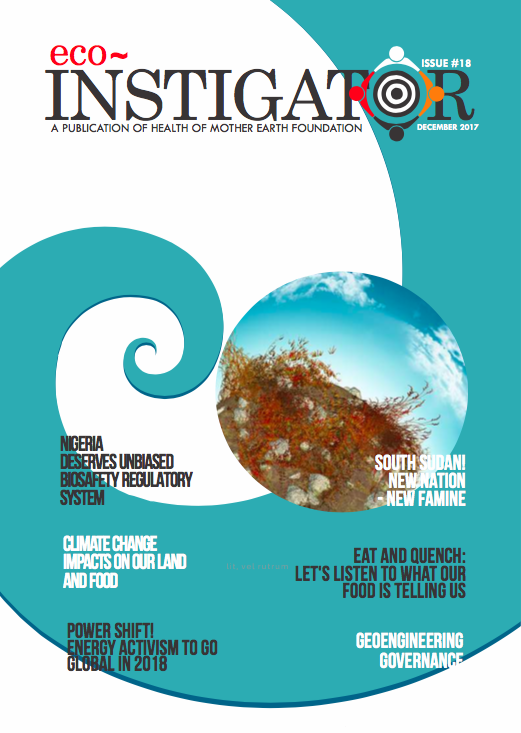 eco~
INSTIGATOR
ISSUE #18
A PUBLICATION OF HEALTH OF MOTHER EARTH FOUNDATION
DECEMBER 2017
NIGERIA
DESERVES UNBIASED
BIOSAFETY REGULATORY
SYSTEM
CLIMATE CHANGE
IMPACTS ON OUR LAND
AND FOOD
POWER SHIFT!
ENERGY ACTIVISM TO GO
GLOBAL IN 2018
SOUTH SUDAN!
NEW NATION
- NEW FAMINE
EAT AND QUENCH:
LET'S LISTEN TO WHAT OUR
FOOD IS TELLING US
GEOENGINEERING
GOVERNANCE